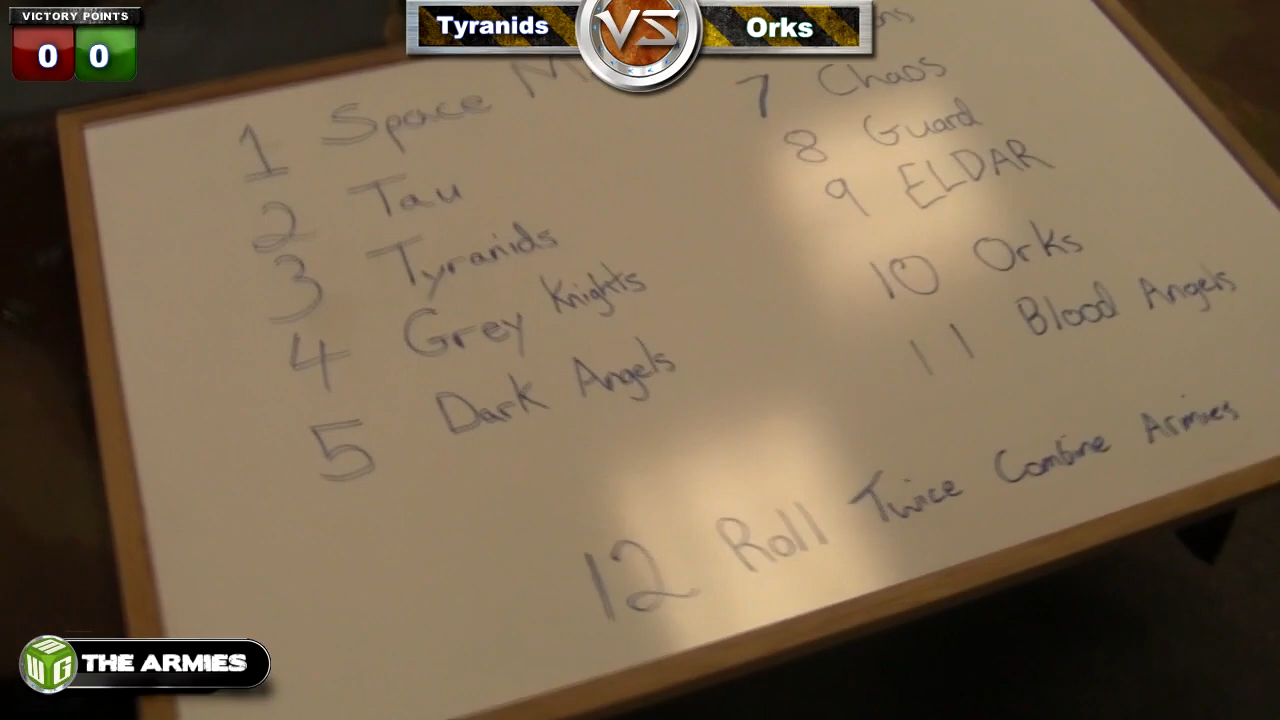 VICTORY POINTS
0 0
Tyranids VS Orks
1 Space
2 Tau
3 Tyranids
4 Grey Knights
5 Dark Angels
7 Chaos
8 Guard
9 ELDAR
10 Orks
11 Blood Angels
12 Roll Twice Combine Armies
MWG THE ARMIES